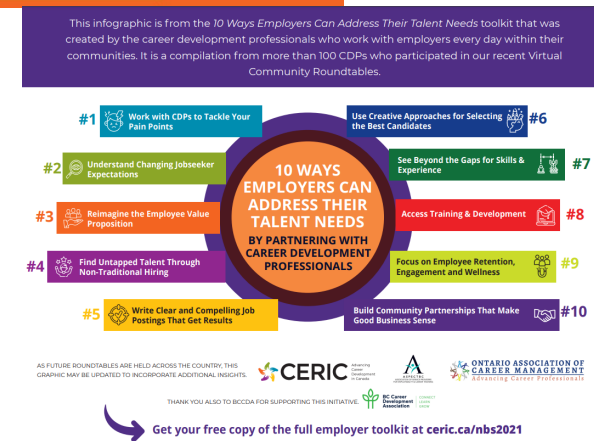 This infographic is from the 10 Ways Employers Can Address Their Talent Needs toolkit that was
created by the career development professionals who work with employers every day within their
communities. It is a compilation from more than 100 CDPs who participated in our recent Virtual
Community Roundtables.
#1 Work with CDPs to Tackle Your
Pain Points
#2 Understand Changing Jobseeker
Expectations
#3 Reimagine the Employee Value
Proposition
#4 Find Untapped Talent Through
Non-Traditional Hiring
#5 Write Clear and Compelling Job
Postings That Get Results
10 WAYS
EMPLOYERS CAN
ADDRESS THEIR
TALENT NEEDS
BY PARTNERING WITH
CAREER DEVELOPMENT
PROFESSIONALS
Use Creative Approaches for Selecting
the Best Candidates #6
See Beyond the Gaps for Skills &
Experience #7
Access Training & Development #8
Focus on Employee Retention,
Engagement and Wellness #9
Build Community Partnerships That Make
Good Business Sense #10
AS FUTURE ROUNDTABLES ARE HELD ACROSS THE COUNTRY, THIS
GRAPHIC MAY BE UPDATED TO INCORPORATE ADDITIONAL INSIGHTS.
CERIC
Advancing
Career
Development
in Canada
ASPECTBC
ONTARIO ASSOCIATION OF
CAREER MANAGEMENT
Advancing Career Professionals
THANK YOU ALSO TO BCCDA FOR SUPPORTING THIS INITIATIVE.
BC Career
Development
Association
CONNECT
LEARN
GROW
Get your free copy of the full employer toolkit at ceric.ca/nbs2021